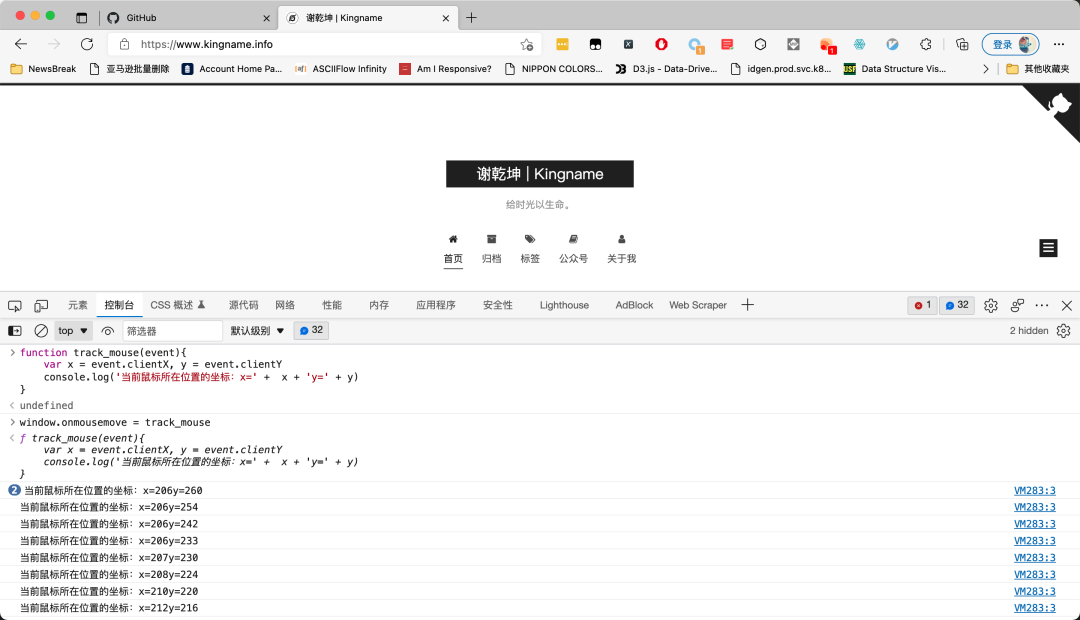 GitHub
谢乾坤 | Kingname
https://www.kingname.info
1
1
登录
NewsBreak
亚马逊批量删除
Account Home Pa...
ASCIIFlow Infinity
Am I Responsive?
NIPPON COLORS...
D3.js - Data-Drive...
idgen.prod.svc.k8...
Data Structure Vis...
其他收藏夹
谢乾坤 | Kingname
给时光以生命。
首页 归档 标签 公众号 关于我
元素 控制台 CSS 概述 源代码 网络 性能 内存 应用程序 安全性 Lighthouse AdBlock Web Scraper 1 32
top 筛选器 默认级别 32 2 hidden
function track_mouse(event){
var x = event.clientX, y = event.clientY
console.log('当前鼠标所在位置的坐标：x=' + x + 'y=' + y)
}
undefined
window.onmousemove = track_mouse
ƒ track_mouse(event){
var x = event.clientX, y = event.clientY
console.log('当前鼠标所在位置的坐标：x=' + x + 'y=' + y)
}
2 当前鼠标所在位置的坐标：x=206y=260 VM283:3
当前鼠标所在位置的坐标：x=206y=254 VM283:3
当前鼠标所在位置的坐标：x=206y=242 VM283:3
当前鼠标所在位置的坐标：x=206y=233 VM283:3
当前鼠标所在位置的坐标：x=207y=230 VM283:3
当前鼠标所在位置的坐标：x=208y=224 VM283:3
当前鼠标所在位置的坐标：x=210y=220 VM283:3
当前鼠标所在位置的坐标：x=212y=216 VM283:3